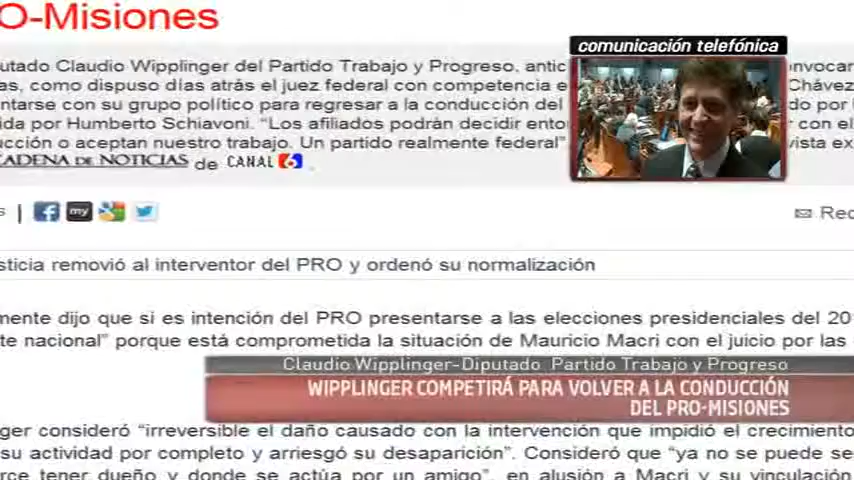 O-Misiones
utado Claudio Wipplinger del Partido Trabajo y Progreso, antic
nvocar
as, como dispuso días atrás el juez federal con competencia e
Chávez
ntarse con su grupo político para regresar a la conducción del
do por
ida por Humberto Schiavoni. “Los afiliados podrán decidir ento
r con el
ucción o aceptan nuestro trabajo. Un partido realmente federal”
vista ex
CADENA DE NOTICIAS de CANAL 6 .
comunicación telefónica
s |
my
Rec
sticia removió al interventor del PRO y ordenó su normalización
mente dijo que si es intención del PRO presentarse a las elecciones presidenciales del 20
te nacional” porque está comprometida la situación de Mauricio Macri con el juicio por las
Claudio Wipplinger-Diputado Partido Trabajo y Progreso
WIPPLINGER COMPETIRÁ PARA VOLVER A LA CONDUCCIÓN
DEL PRO-MISIONES
ger consideró “irreversible el daño causado con la intervención que impidió el crecimiento
su actividad por completo y arriesgó su desaparición”. Consideró que “ya no se puede se
rce tener dueño y donde se actúa por un amigo”, en alusión a Macri y su vinculación